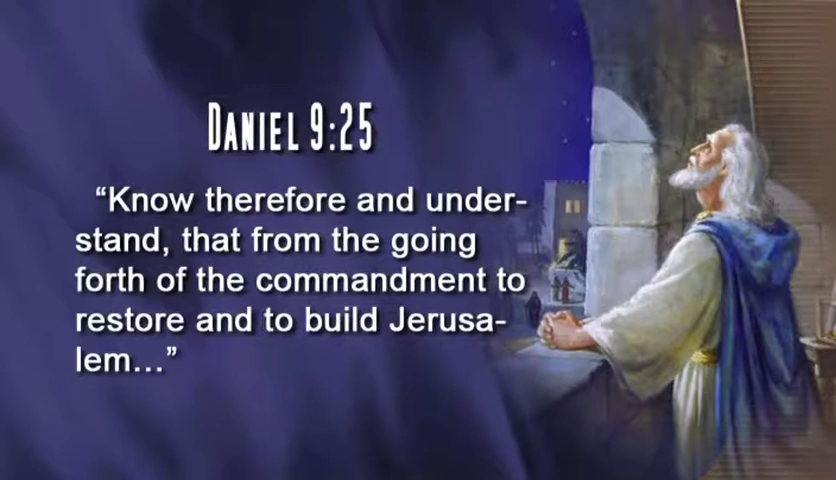 DANIEL 9:25
“Know therefore and under-
stand, that from the going
forth of the commandment to
restore and to build Jerusa-
lem...”